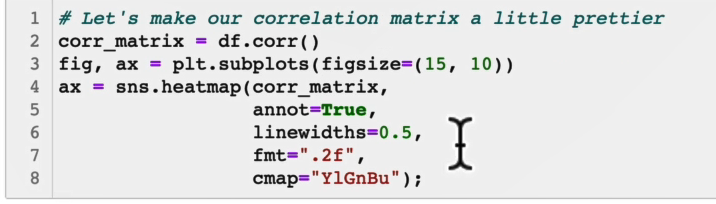 1 # Let's make our correlation matrix a little prettier
2 corr_matrix = df.corr()
3 fig, ax = plt.subplots(figsize=(15, 10))
4 ax = sns.heatmap(corr_matrix,
5                  annot=True,
6                  linewidths=0.5,
7                  fmt=".2f",
8                  cmap="YlGnBu");